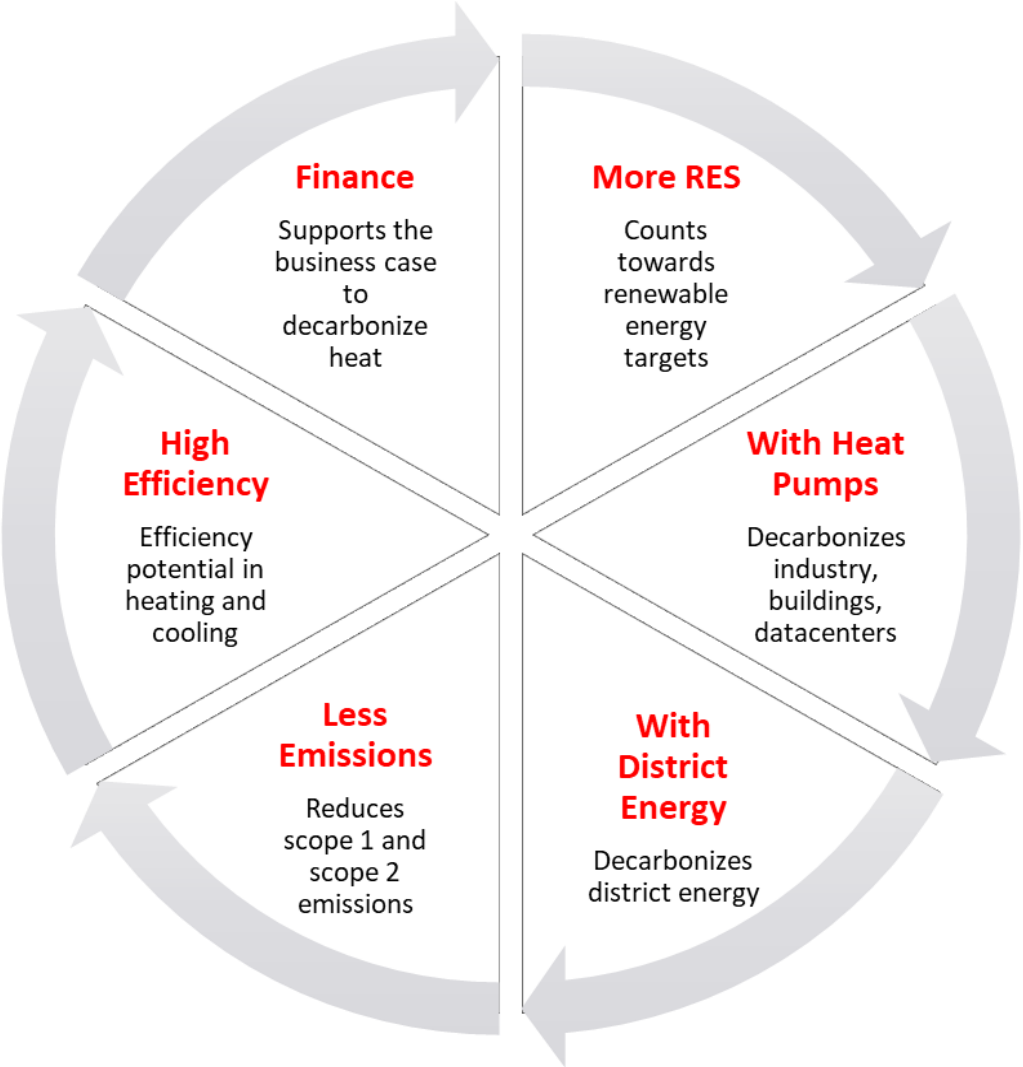 Finance
Supports the
business case
to
decarbonize
heat
More RES
Counts
towards
renewable
energy
targets
With Heat
Pumps
Decarbonizes
industry,
buildings,
datacenters
With
District
Energy
Decarbonizes
district energy
Less
Emissions
Reduces
scope 1 and
scope 2
emissions
High
Efficiency
Efficiency
potential in
heating and
cooling